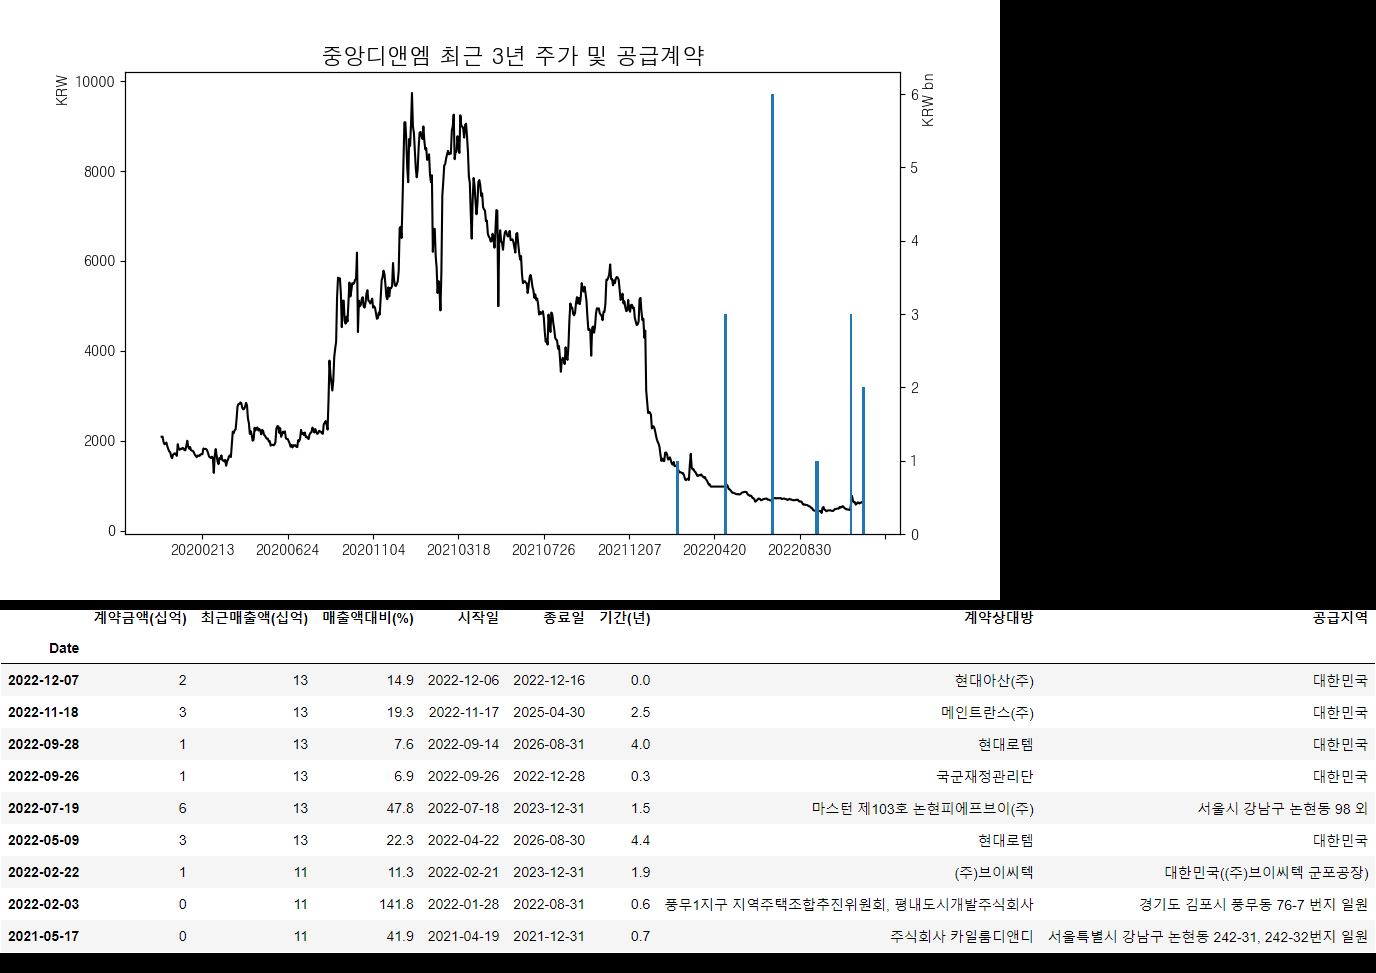 중앙디앤엠 최근 3년 주가 및 공급계약
KRW
KRW bn
10000
8000
6000
4000
2000
0
6
5
4
3
2
1
0
20200213 20200624 20201104 20210318 20210726 20211207 20220420 20220830
계약금액(십억) 최근매출액(십억) 매출액대비(%) 시작일 종료일 기간(년) 계약상대방 공급지역
Date
2022-12-07 2 13 14.9 2022-12-06 2022-12-16 0.0 현대아산(주) 대한민국
2022-11-18 3 13 19.3 2022-11-17 2025-04-30 2.5 메인트란스(주) 대한민국
2022-09-28 1 13 7.6 2022-09-14 2026-08-31 4.0 현대로템 대한민국
2022-09-26 1 13 6.9 2022-09-26 2022-12-28 0.3 국군재정관리단 대한민국
2022-07-19 6 13 47.8 2022-07-18 2023-12-31 1.5 마스턴 제103호 논현피에프브이(주) 서울시 강남구 논현동 98 외
2022-05-09 3 13 22.3 2022-04-22 2026-08-30 4.4 현대로템 대한민국
2022-02-22 1 11 11.3 2022-02-21 2023-12-31 1.9 (주)브이씨텍 대한민국((주)브이씨텍 군포공장)
2022-02-03 0 11 141.8 2022-01-28 2022-08-31 0.6 풍무1지구 지역주택조합추진위원회, 평내도시개발주식회사 경기도 김포시 풍무동 76-7 번지 일원
2021-05-17 0 11 41.9 2021-04-19 2021-12-31 0.7 주식회사 카일룸디앤디 서울특별시 강남구 논현동 242-31, 242-32번지 일원